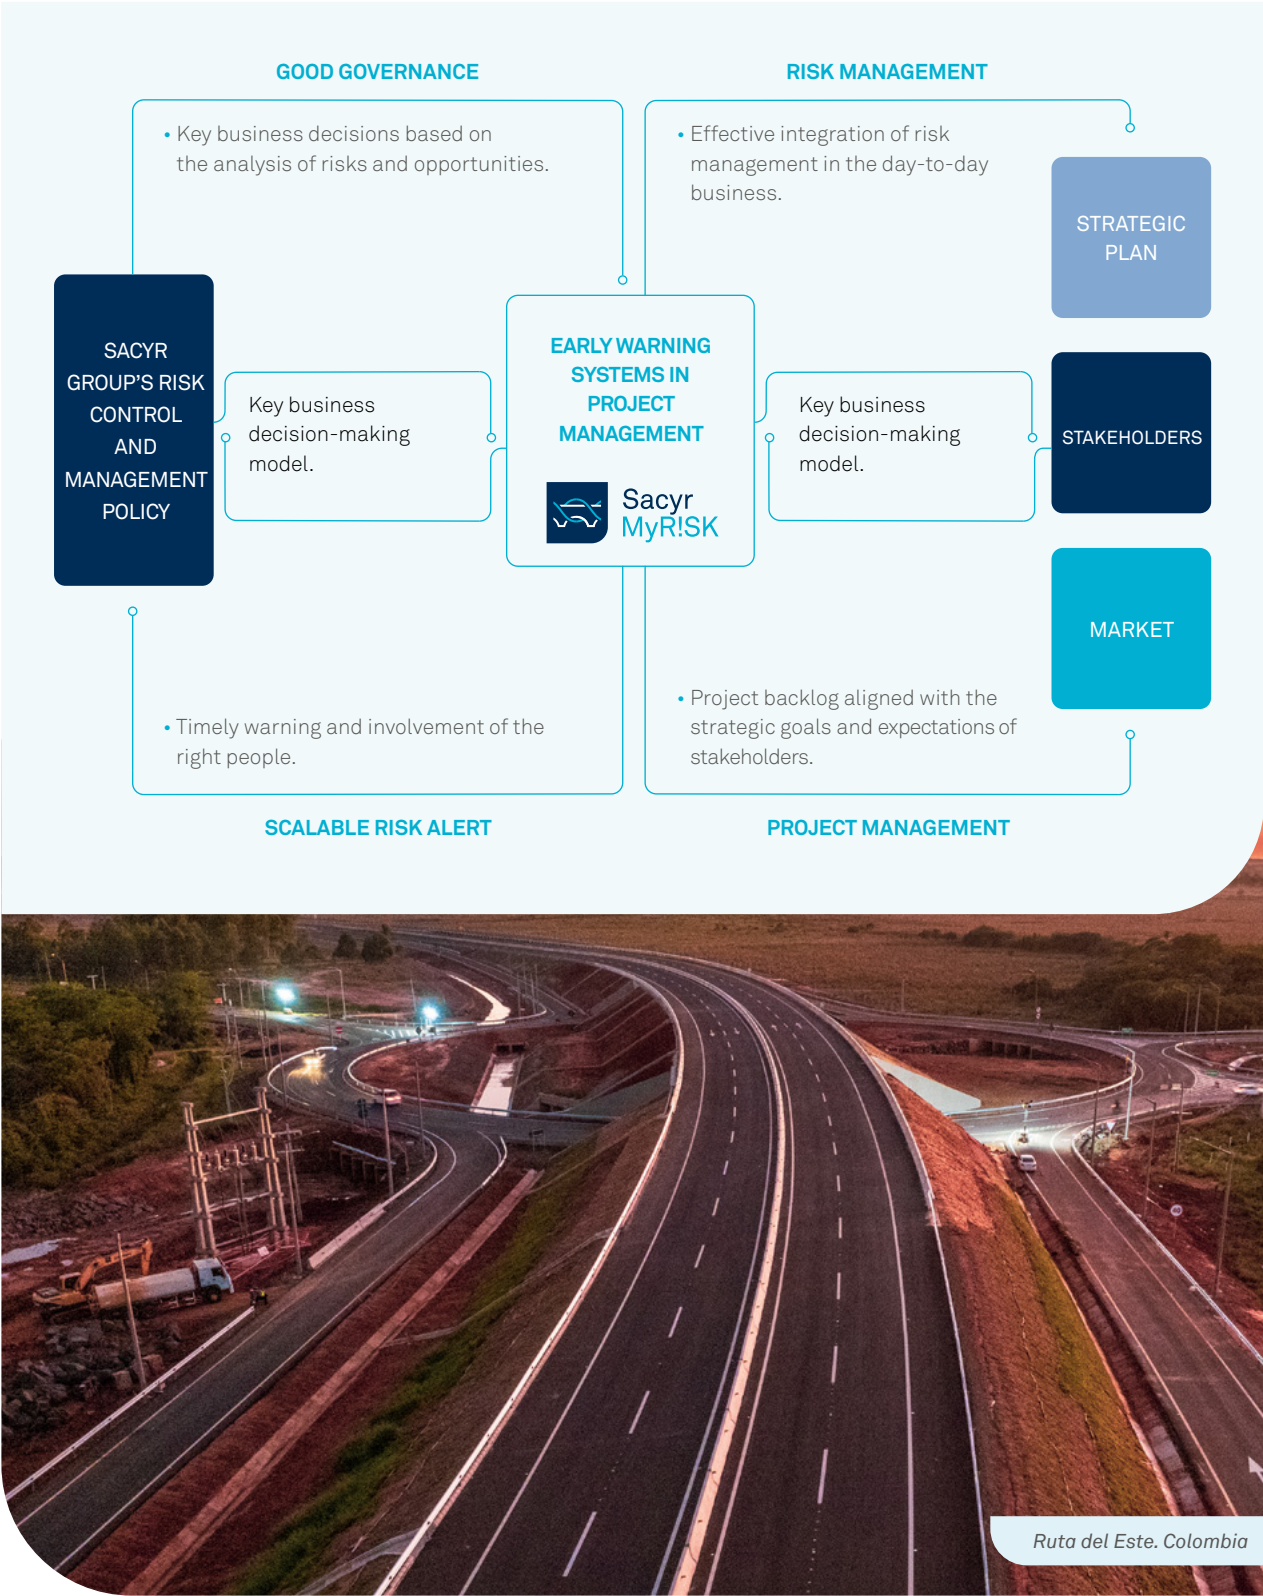 GOOD GOVERNANCE
RISK MANAGEMENT
• Key business decisions based on
the analysis of risks and opportunities.
• Effective integration of risk
management in the day-to-day
business.
STRATEGIC
PLAN
SACYR
GROUP'S RISK
CONTROL
AND
MANAGEMENT
POLICY
Key business
decision-making
model.
EARLY WARNING
SYSTEMS IN
PROJECT
MANAGEMENT
Sacyr
MyR!SK
Key business
decision-making
model.
STAKEHOLDERS
MARKET
• Timely warning and involvement of the
right people.
• Project backlog aligned with the
strategic goals and expectations of
stakeholders.
SCALABLE RISK ALERT
PROJECT MANAGEMENT
Ruta del Este. Colombia